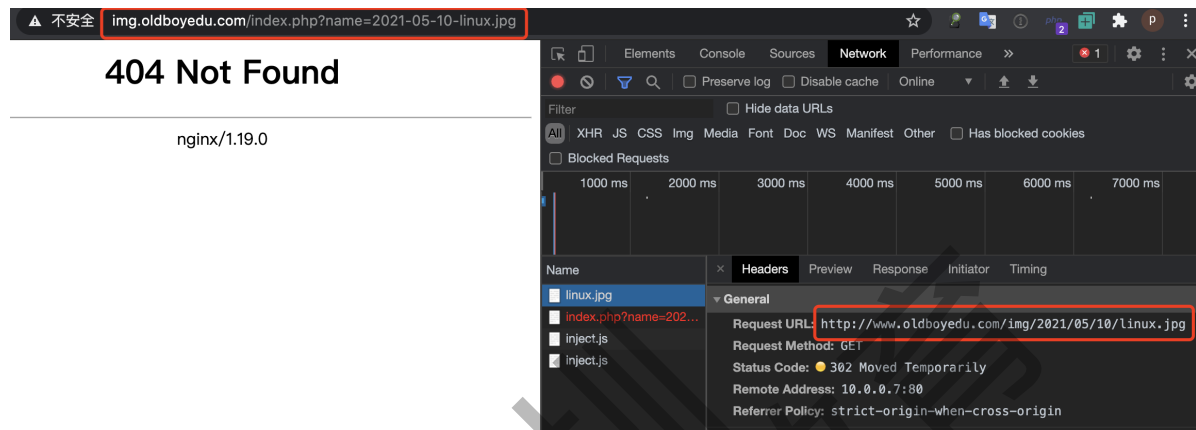 不安全 img.oldboyedu.com/index.php?name=2021-05-10-linux.jpg
php 2 p
404 Not Found
nginx/1.19.0
Elements Console Sources Network Performance » 1
Preserve log Disable cache Online
Filter Hide data URLs
All XHR JS CSS Img Media Font Doc WS Manifest Other Has blocked cookies
Blocked Requests
1000 ms 2000 ms 3000 ms 4000 ms 5000 ms 6000 ms 7000 ms
Name × Headers Preview Response Initiator Timing
linux.jpg
index.php?name=202...
inject.js
inject.js
General
Request URL: http://www.oldboyedu.com/img/2021/05/10/linux.jpg
Request Method: GET
Status Code: 302 Moved Temporarily
Remote Address: 10.0.0.7:80
Referrer Policy: strict-origin-when-cross-origin